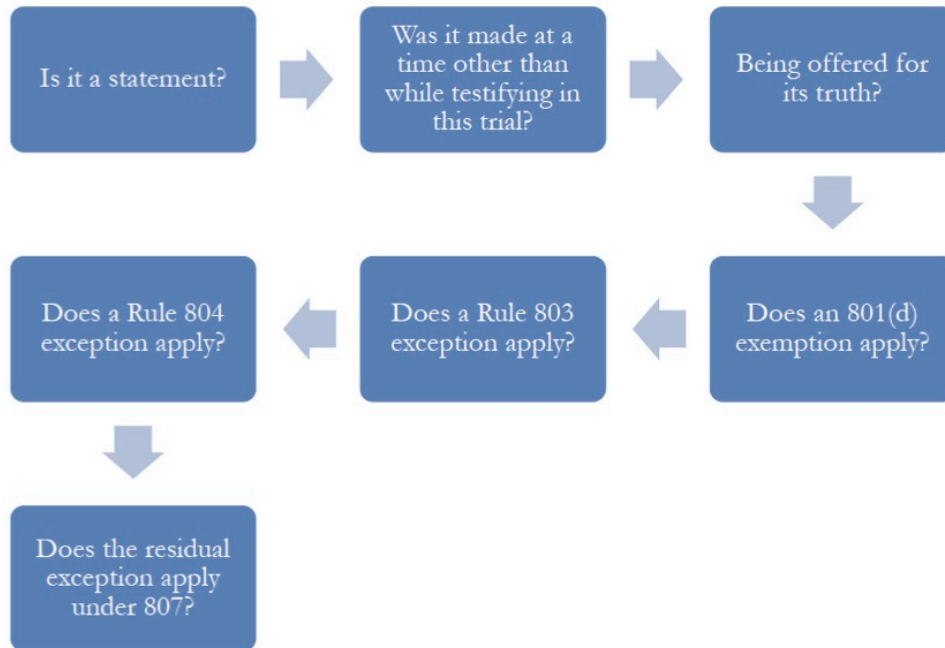 Is it a statement?
Was it made at a
time other than
while testifying in
this trial?
Being offered for
its truth?
Does an 801(d)
exemption apply?
Does a Rule 803
exception apply?
Does a Rule 804
exception apply?
Does the residual
exception apply
under 807?